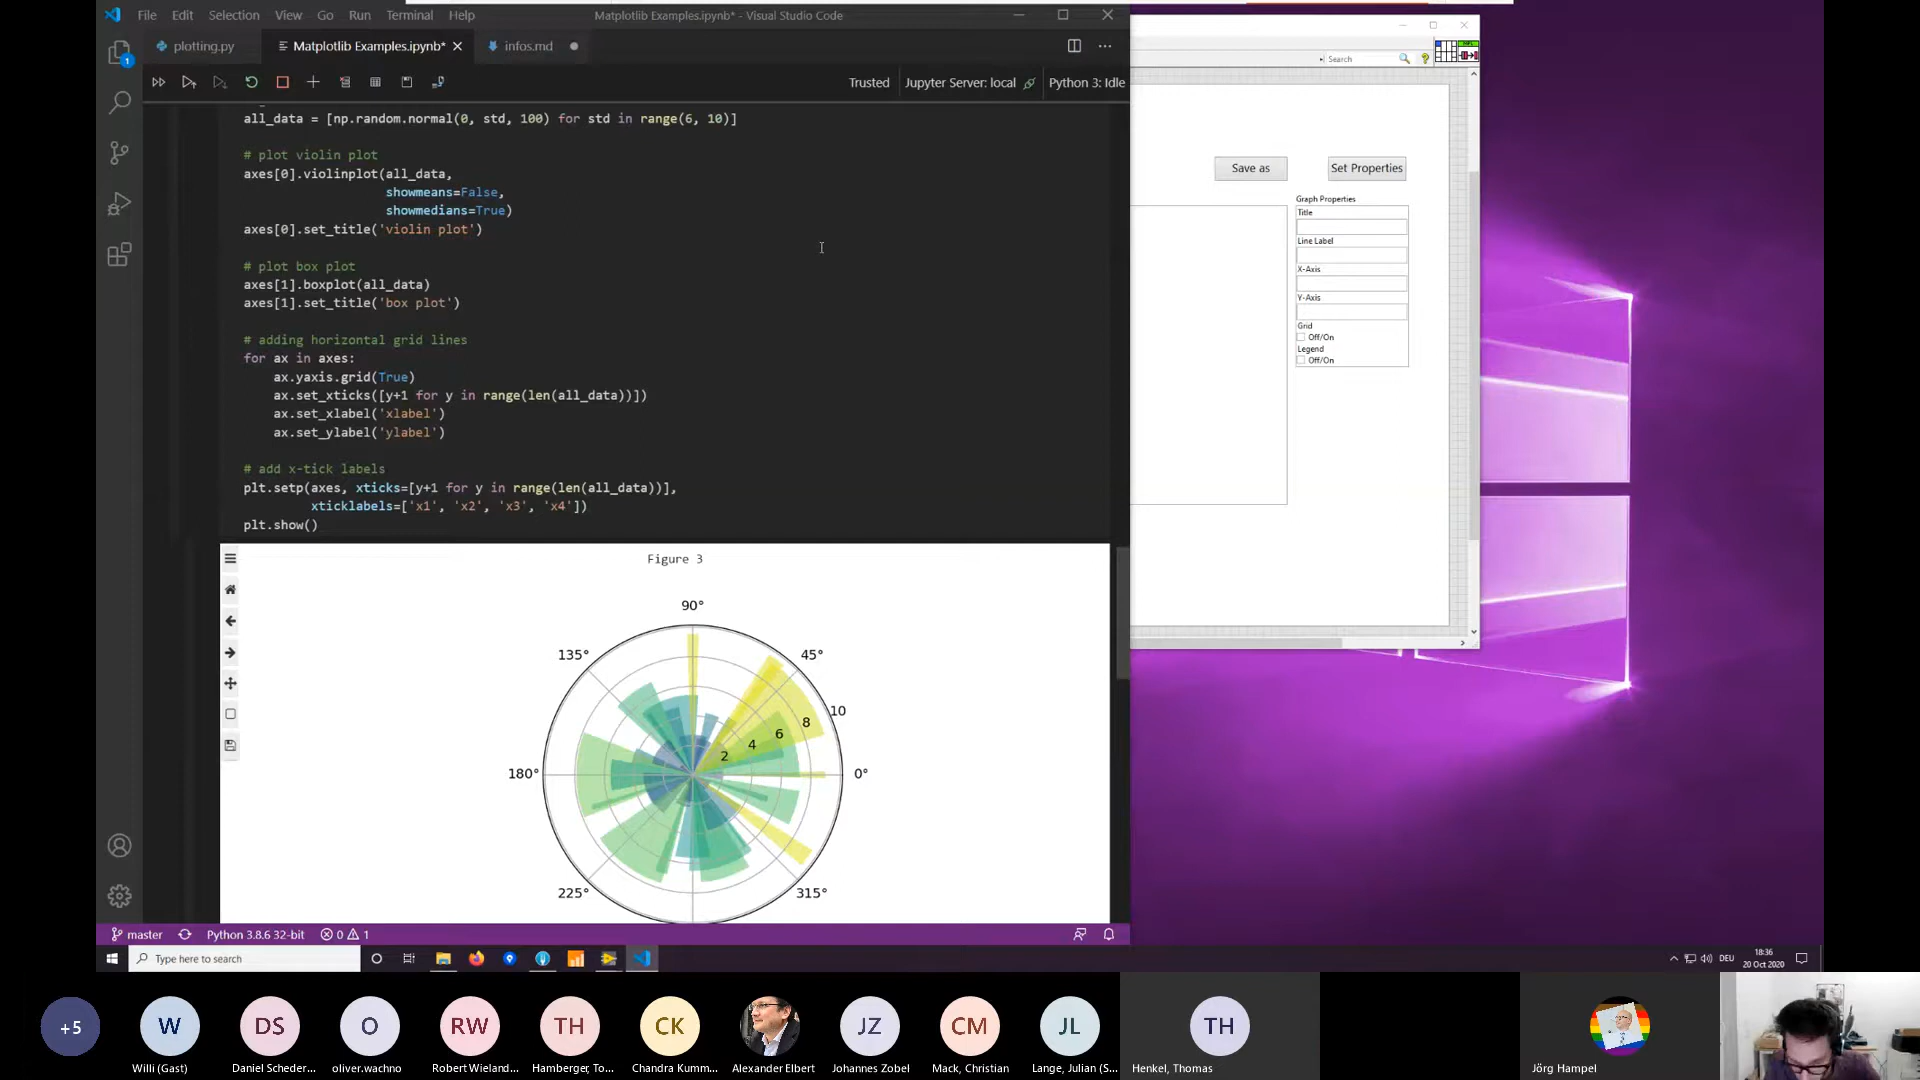 File Edit Selection View Go Run Terminal Help
Matplotlib Examples.ipynb* - Visual Studio Code
plotting.py
Matplotlib Examples.ipynb*
infos.md
Trusted
Jupyter Server: local
Python 3: Idle
all_data = [np.random.normal(0, std, 100) for std in range(6, 10)]
# plot violin plot
axes[0].violinplot(all_data,
showmeans=False,
showmedians=True)
axes[0].set_title('violin plot')
# plot box plot
axes[1].boxplot(all_data)
axes[1].set_title('box plot')
# adding horizontal grid lines
for ax in axes:
ax.yaxis.grid(True)
ax.set_xticks([y+1 for y in range(len(all_data))])
ax.set_xlabel('xlabel')
ax.set_ylabel('ylabel')
# add x-tick labels
plt.setp(axes, xticks=[y+1 for y in range(len(all_data))],
xticklabels=['x1', 'x2', 'x3', 'x4'])
plt.show()
Figure 3
90°
135°
45°
10
8
6
4
2
180°
0°
225°
315°
master
Python 3.8.6 32-bit
0
1
Search
Save as
Set Properties
Graph Properties
Title
Line Label
X-Axis
Y-Axis
Grid
Off/On
Legend
Off/On
Type here to search
DEU
18:36
20 Oct 2020
+5
W
DS
O
RW
TH
CK
JZ
CM
JL
TH
Willi (Gast)
Daniel Scheder...
oliver.wachno
Robert Wieland...
Hamberger, To...
Chandra Kumm...
Alexander Elbert
Johannes Zobel
Mack, Christian
Lange, Julian (S...
Henkel, Thomas
Jörg Hampel